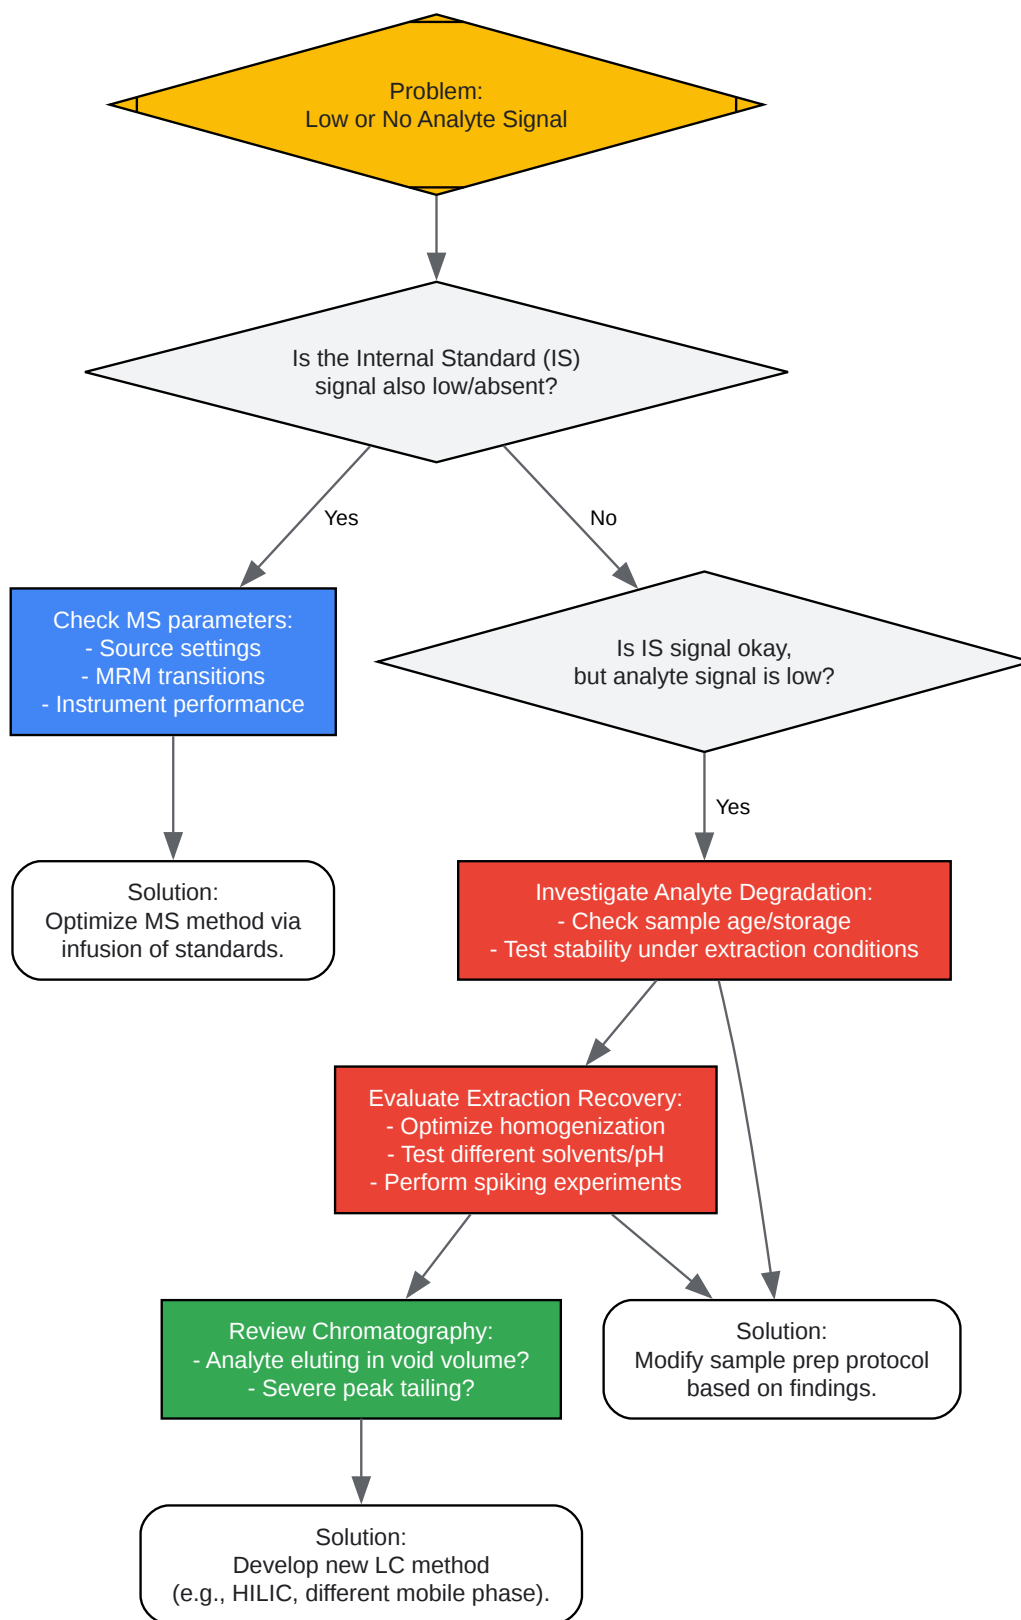 Problem:
Low or No Analyte Signal
Is the Internal Standard (IS)
signal also low/absent?
Yes
No
Check MS parameters:
- Source settings
- MRM transitions
- Instrument performance
Is IS signal okay,
but analyte signal is low?
Yes
Solution:
Optimize MS method via
infusion of standards.
Investigate Analyte Degradation:
- Check sample age/storage
- Test stability under extraction conditions
Evaluate Extraction Recovery:
- Optimize homogenization
- Test different solvents/pH
- Perform spiking experiments
Review Chromatography:
- Analyte eluting in void volume?
- Severe peak tailing?
Solution:
Modify sample prep protocol
based on findings.
Solution:
Develop new LC method
(e.g., HILIC, different mobile phase).